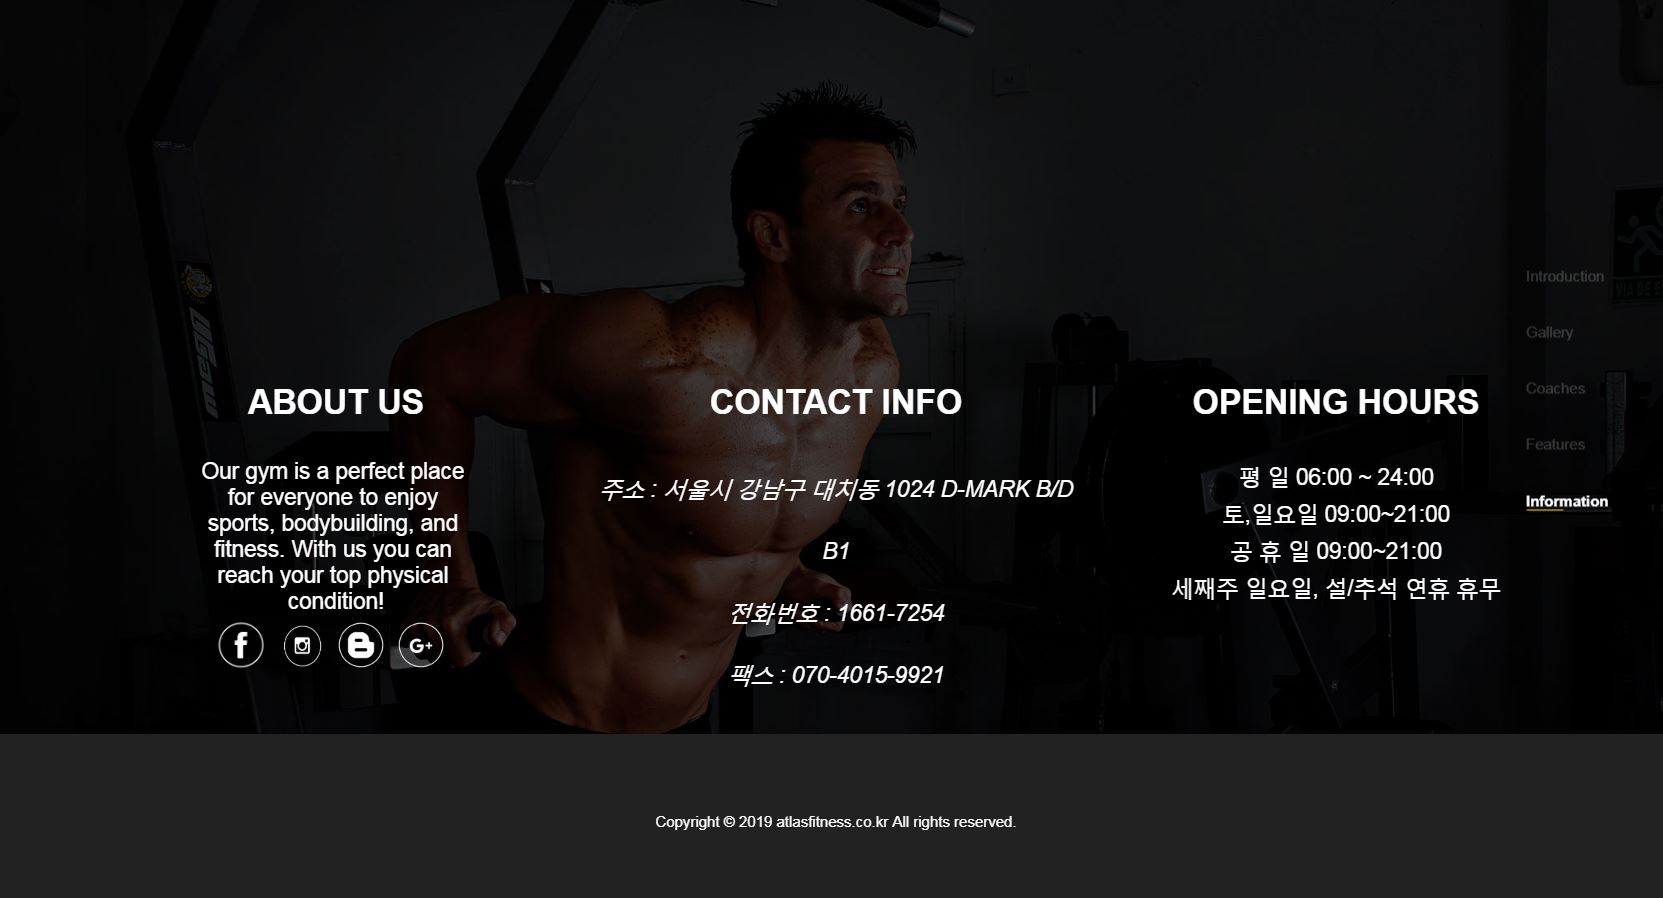 Introduction
Gallery
Coaches
Features
Information
ABOUT US
Our gym is a perfect place
for everyone to enjoy
sports, bodybuilding, and
fitness. With us you can
reach your top physical
condition!
CONTACT INFO
주소 : 서울시 강남구 대치동 1024 D-MARK B/D
B1
전화번호 : 1661-7254
팩스 : 070-4015-9921
OPENING HOURS
평 일 06:00 ~ 24:00
토,일요일 09:00~21:00
공 휴 일 09:00~21:00
세째주 일요일, 설/추석 연휴 휴무
Copyright © 2019 atlasfitness.co.kr All rights reserved.
VIA DE E